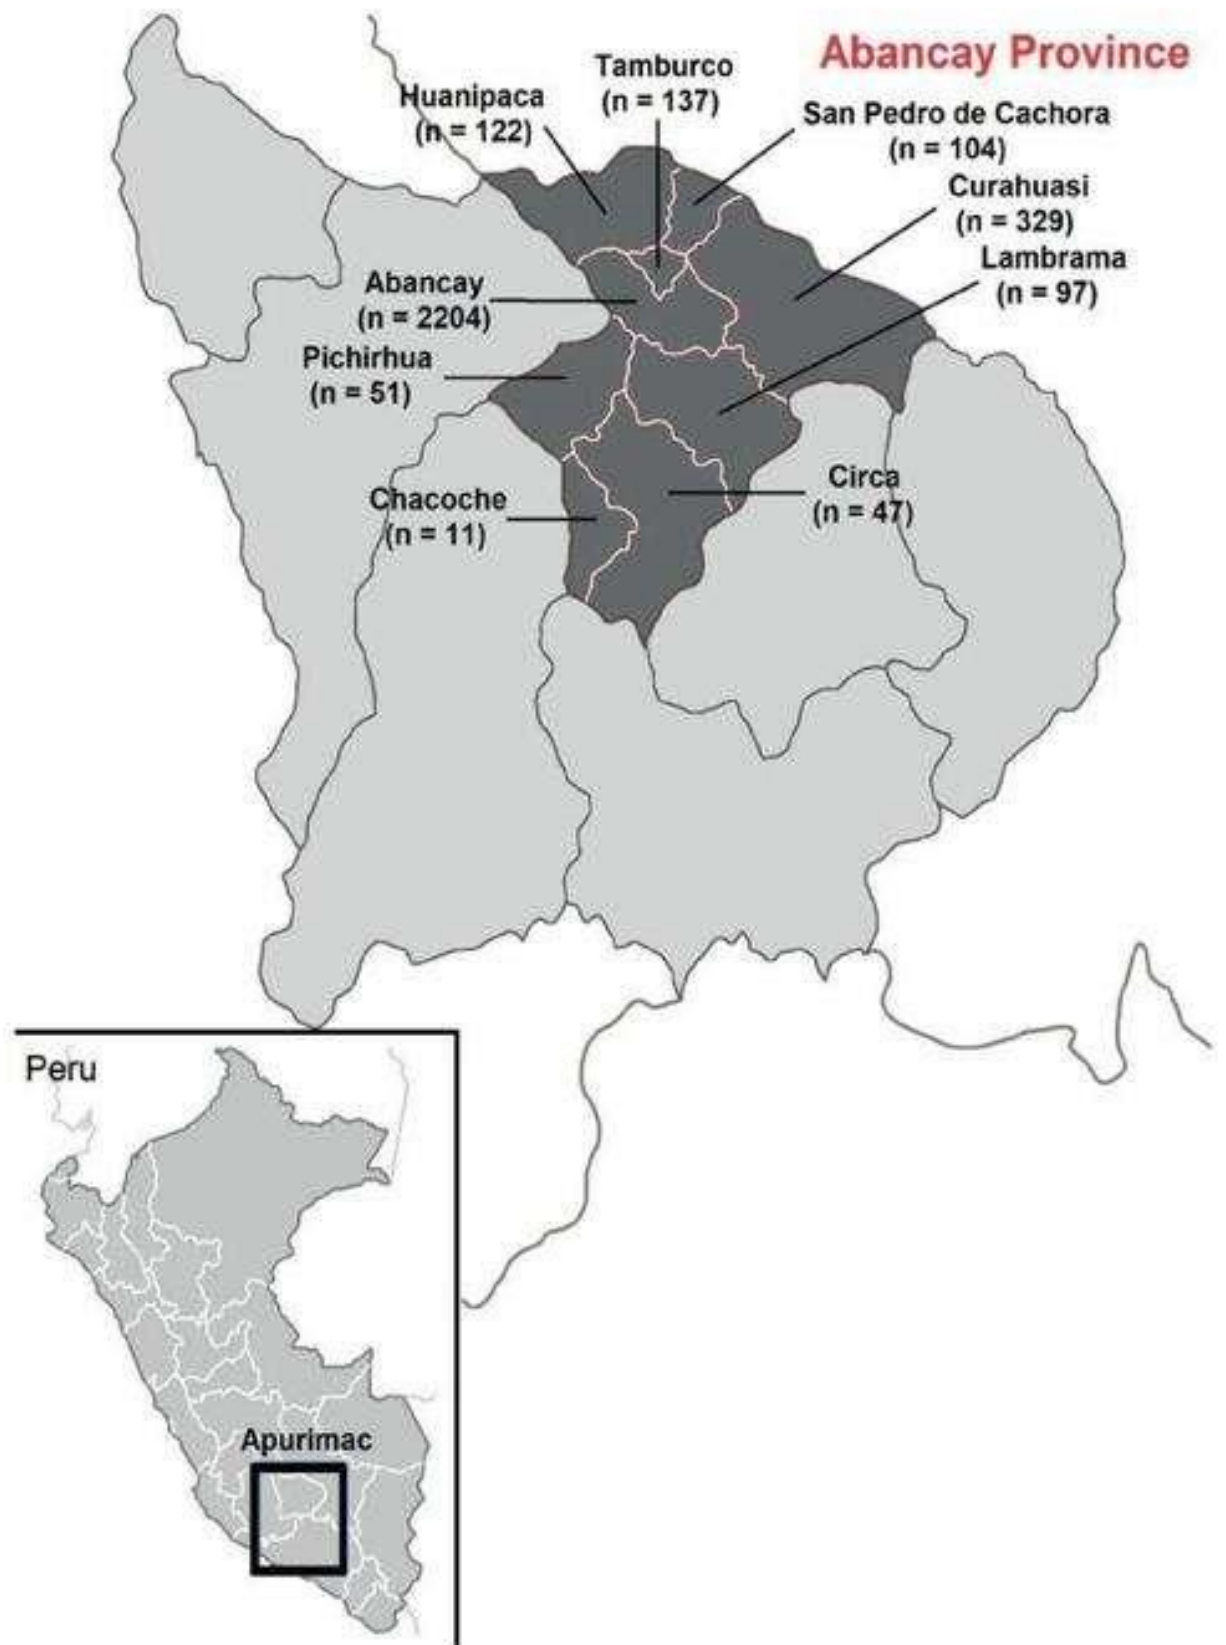 Abancay Province
Tamburco
(n = 137)
Huanipaca
(n = 122)
San Pedro de Cachora
(n = 104)
Curahuasi
(n = 329)
Lambrama
(n = 97)
Abancay
(n = 2204)
Pichirhua
(n = 51)
Circa
(n = 47)
Chacoche
(n = 11)
Peru
Apurimac